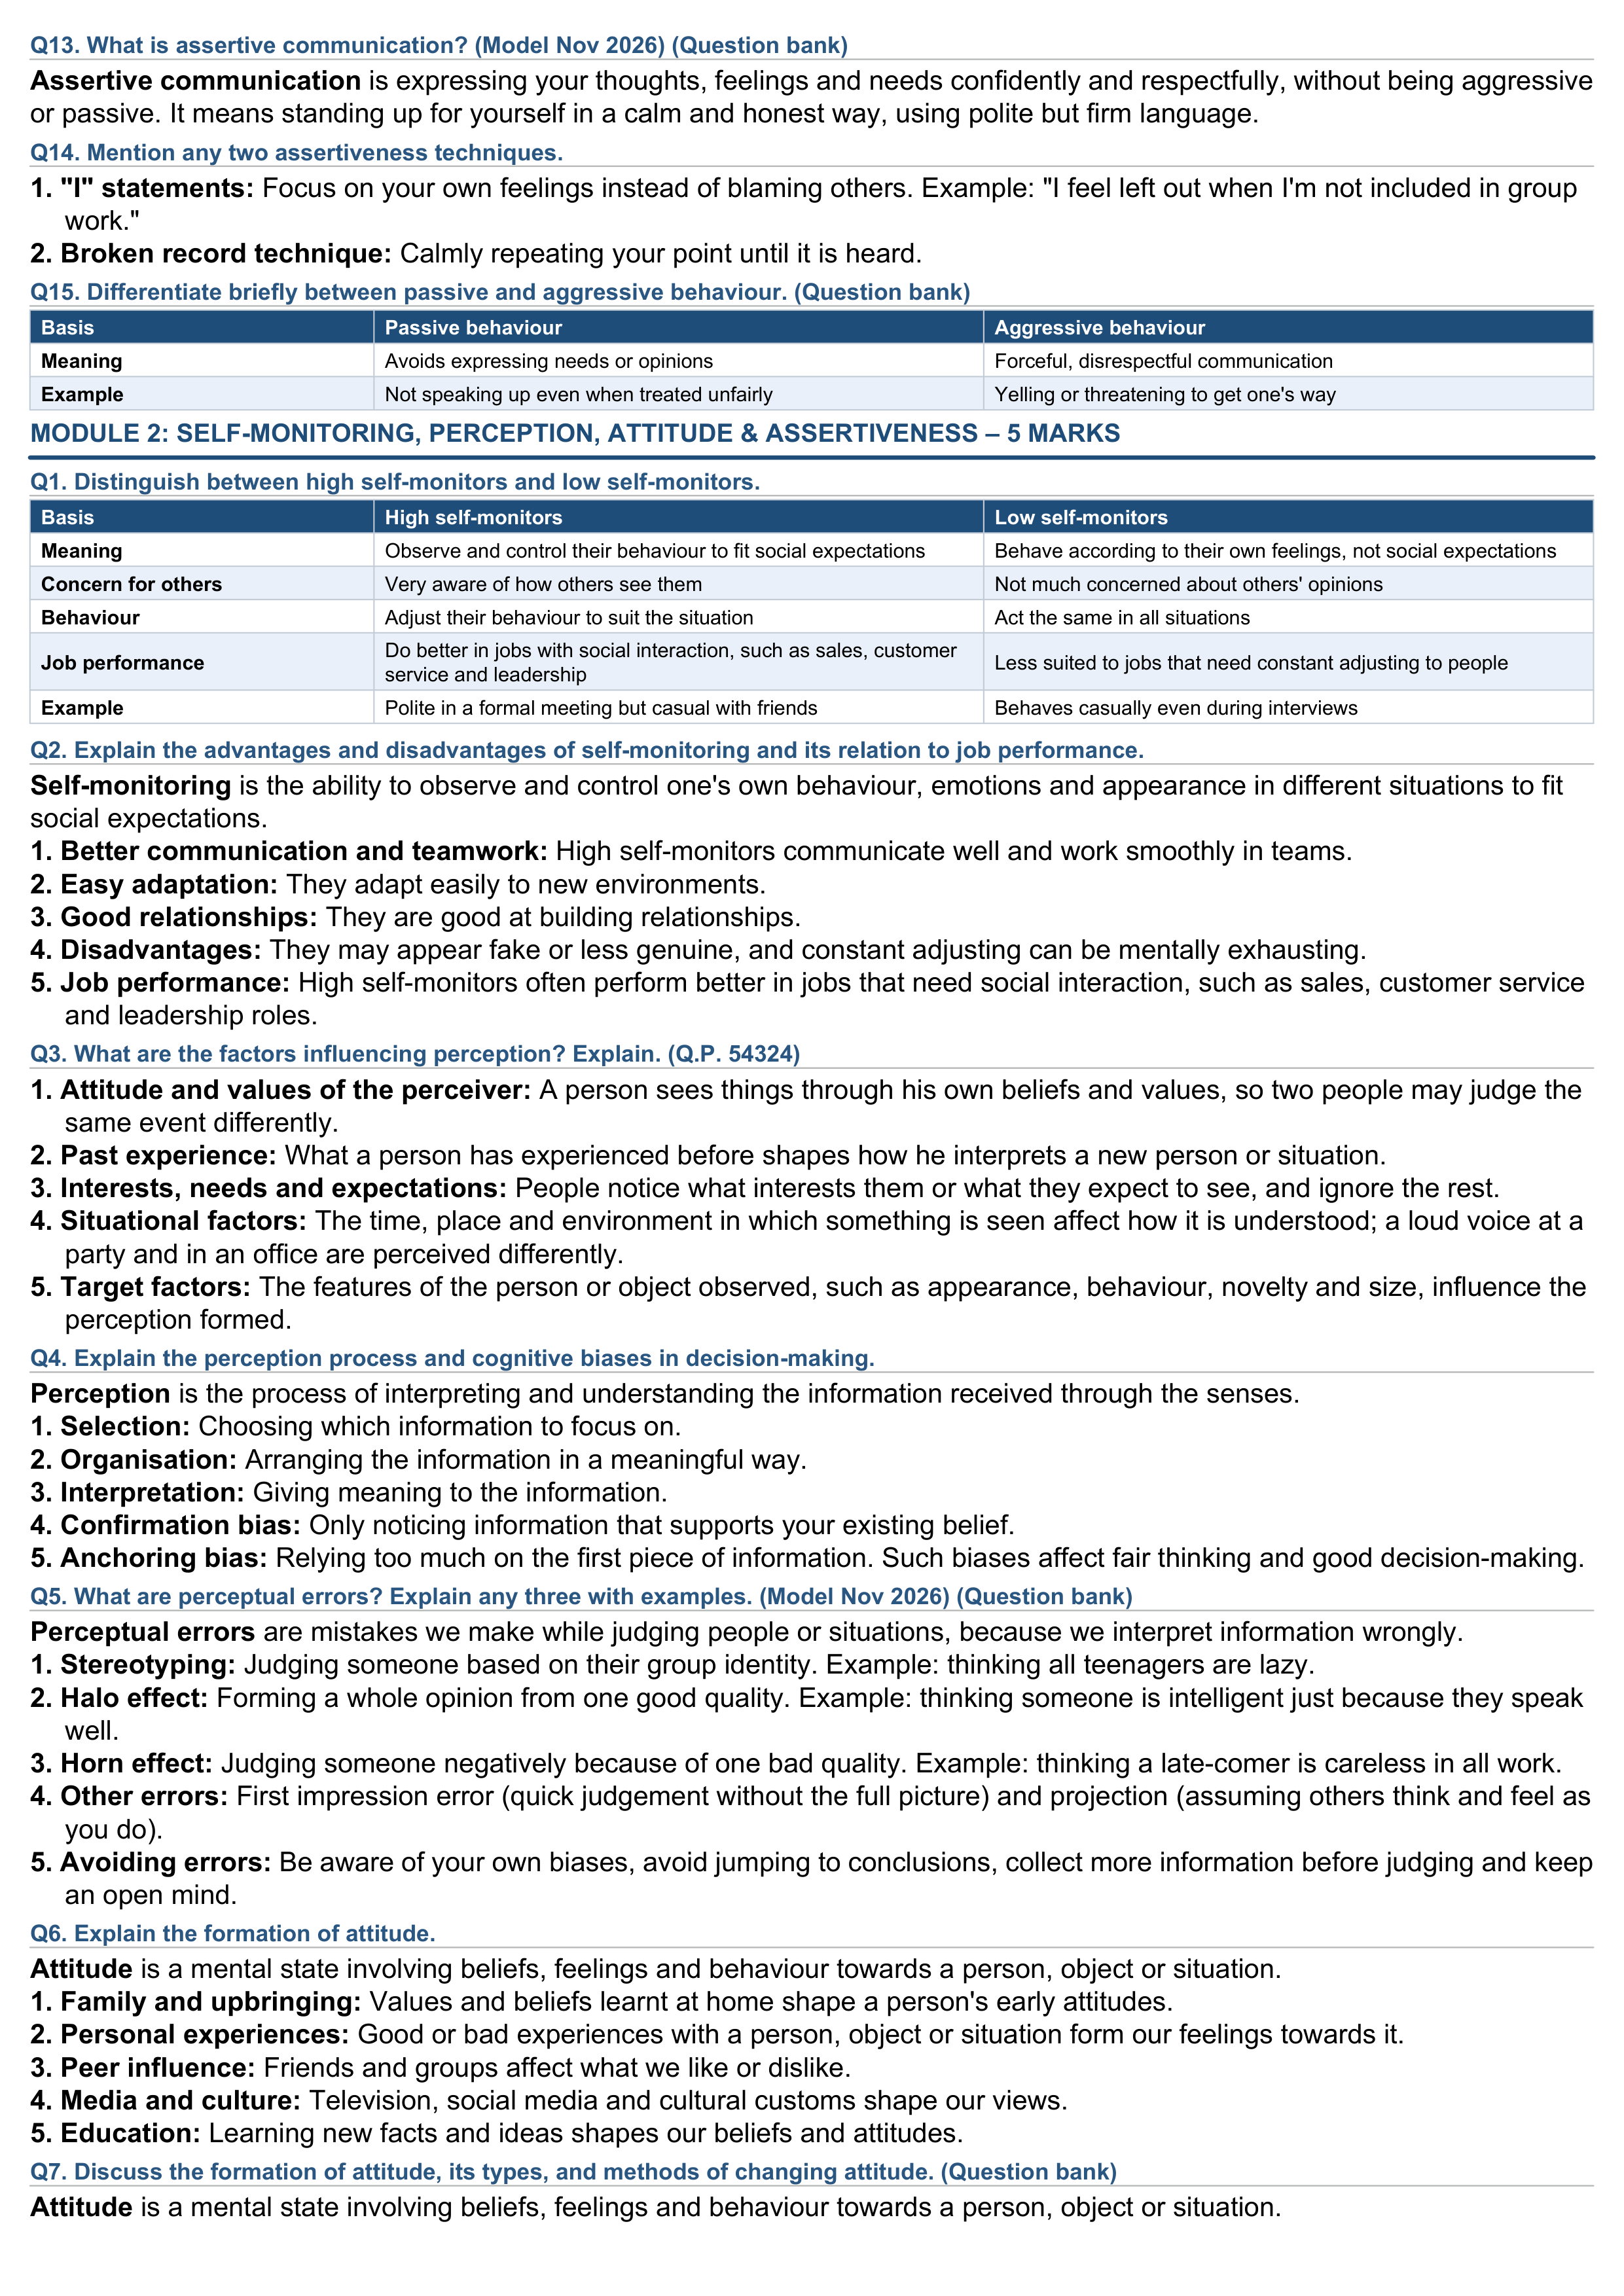 Q13. What is assertive communication? (Model Nov 2026) (Question bank)
Assertive communication is expressing your thoughts, feelings and needs confidently and respectfully, without being aggressive
or passive. It means standing up for yourself in a calm and honest way, using polite but firm language.
Q14. Mention any two assertiveness techniques.
1. "I" statements: Focus on your own feelings instead of blaming others. Example: "I feel left out when I'm not included in group
work."
2. Broken record technique: Calmly repeating your point until it is heard.
Q15. Differentiate briefly between passive and aggressive behaviour. (Question bank)
Basis Passive behaviour Aggressive behaviour
Meaning Avoids expressing needs or opinions Forceful, disrespectful communication
Example Not speaking up even when treated unfairly Yelling or threatening to get one's way
MODULE 2: SELF-MONITORING, PERCEPTION, ATTITUDE & ASSERTIVENESS – 5 MARKS
Q1. Distinguish between high self-monitors and low self-monitors.
Basis High self-monitors Low self-monitors
Meaning Observe and control their behaviour to fit social expectations Behave according to their own feelings, not social expectations
Concern for others Very aware of how others see them Not much concerned about others' opinions
Behaviour Adjust their behaviour to suit the situation Act the same in all situations
Job performance Do better in jobs with social interaction, such as sales, customer
service and leadership Less suited to jobs that need constant adjusting to people
Example Polite in a formal meeting but casual with friends Behaves casually even during interviews
Q2. Explain the advantages and disadvantages of self-monitoring and its relation to job performance.
Self-monitoring is the ability to observe and control one's own behaviour, emotions and appearance in different situations to fit
social expectations.
1. Better communication and teamwork: High self-monitors communicate well and work smoothly in teams.
2. Easy adaptation: They adapt easily to new environments.
3. Good relationships: They are good at building relationships.
4. Disadvantages: They may appear fake or less genuine, and constant adjusting can be mentally exhausting.
5. Job performance: High self-monitors often perform better in jobs that need social interaction, such as sales, customer service
and leadership roles.
Q3. What are the factors influencing perception? Explain. (Q.P. 54324)
1. Attitude and values of the perceiver: A person sees things through his own beliefs and values, so two people may judge the
same event differently.
2. Past experience: What a person has experienced before shapes how he interprets a new person or situation.
3. Interests, needs and expectations: People notice what interests them or what they expect to see, and ignore the rest.
4. Situational factors: The time, place and environment in which something is seen affect how it is understood; a loud voice at a
party and in an office are perceived differently.
5. Target factors: The features of the person or object observed, such as appearance, behaviour, novelty and size, influence the
perception formed.
Q4. Explain the perception process and cognitive biases in decision-making.
Perception is the process of interpreting and understanding the information received through the senses.
1. Selection: Choosing which information to focus on.
2. Organisation: Arranging the information in a meaningful way.
3. Interpretation: Giving meaning to the information.
4. Confirmation bias: Only noticing information that supports your existing belief.
5. Anchoring bias: Relying too much on the first piece of information. Such biases affect fair thinking and good decision-making.
Q5. What are perceptual errors? Explain any three with examples. (Model Nov 2026) (Question bank)
Perceptual errors are mistakes we make while judging people or situations, because we interpret information wrongly.
1. Stereotyping: Judging someone based on their group identity. Example: thinking all teenagers are lazy.
2. Halo effect: Forming a whole opinion from one good quality. Example: thinking someone is intelligent just because they speak
well.
3. Horn effect: Judging someone negatively because of one bad quality. Example: thinking a late-comer is careless in all work.
4. Other errors: First impression error (quick judgement without the full picture) and projection (assuming others think and feel as
you do).
5. Avoiding errors: Be aware of your own biases, avoid jumping to conclusions, collect more information before judging and keep
an open mind.
Q6. Explain the formation of attitude.
Attitude is a mental state involving beliefs, feelings and behaviour towards a person, object or situation.
1. Family and upbringing: Values and beliefs learnt at home shape a person's early attitudes.
2. Personal experiences: Good or bad experiences with a person, object or situation form our feelings towards it.
3. Peer influence: Friends and groups affect what we like or dislike.
4. Media and culture: Television, social media and cultural customs shape our views.
5. Education: Learning new facts and ideas shapes our beliefs and attitudes.
Q7. Discuss the formation of attitude, its types, and methods of changing attitude. (Question bank)
Attitude is a mental state involving beliefs, feelings and behaviour towards a person, object or situation.